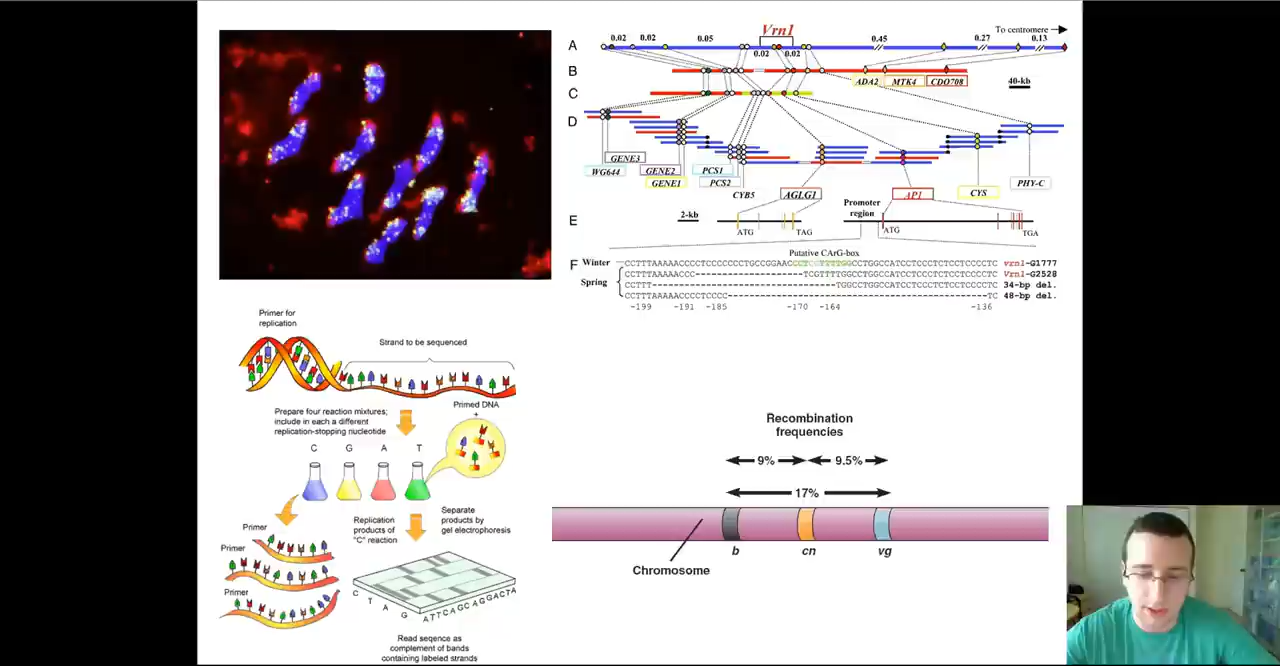 Vrn1
To centromere
A 0.02 0.02 0.05 0.02 0.02 0.45 0.27 0.13
B ADA2 MTK4 CDO708 40-kb
C
D
WG644 GENE3 GENE2 GENE1 PCS1 PCS2 CYB5 AGLG1 AP1 CYS PHY-C
E 2-kb ATG TAG Promoter region ATG TGA
Putative CArG-box
Vrn1-G2528
34-bp del.
48-bp del.
F Winter
vrn1-G1777
Spring
-199 -191 -185 -170 -164 -136
Primer for
replication
Strand to be sequenced
Prepare four reaction mixtures;
include in each a different
replication-stopping nucleotide
Primed DNA
+
C G A T
Replication
products of
"C" reaction
Separate
products by
gel electrophoresis
Primer
Primer
Primer
C T A G
ATTCAGCAGGACTA
Read seqence as
complement of bands
containing labeled strands
Recombination
frequencies
9% 9.5%
17%
b cn vg
Chromosome